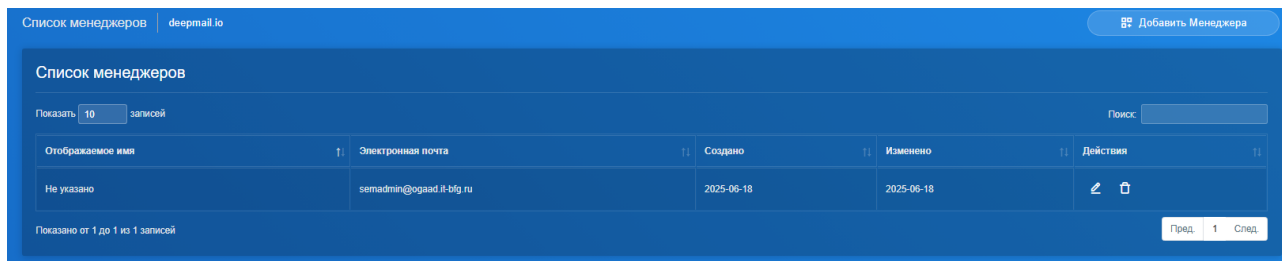 Список менеджеров deepmail.io Добавить Менеджера
Список менеджеров
Показать 10 записей Поиск:
Отображаемое имя Электронная почта Создано Изменено Действия
Не указано semadmin@ogaad.it-bfg.ru 2025-06-18 2025-06-18
Показано от 1 до 1 из 1 записей Пред. 1 След.